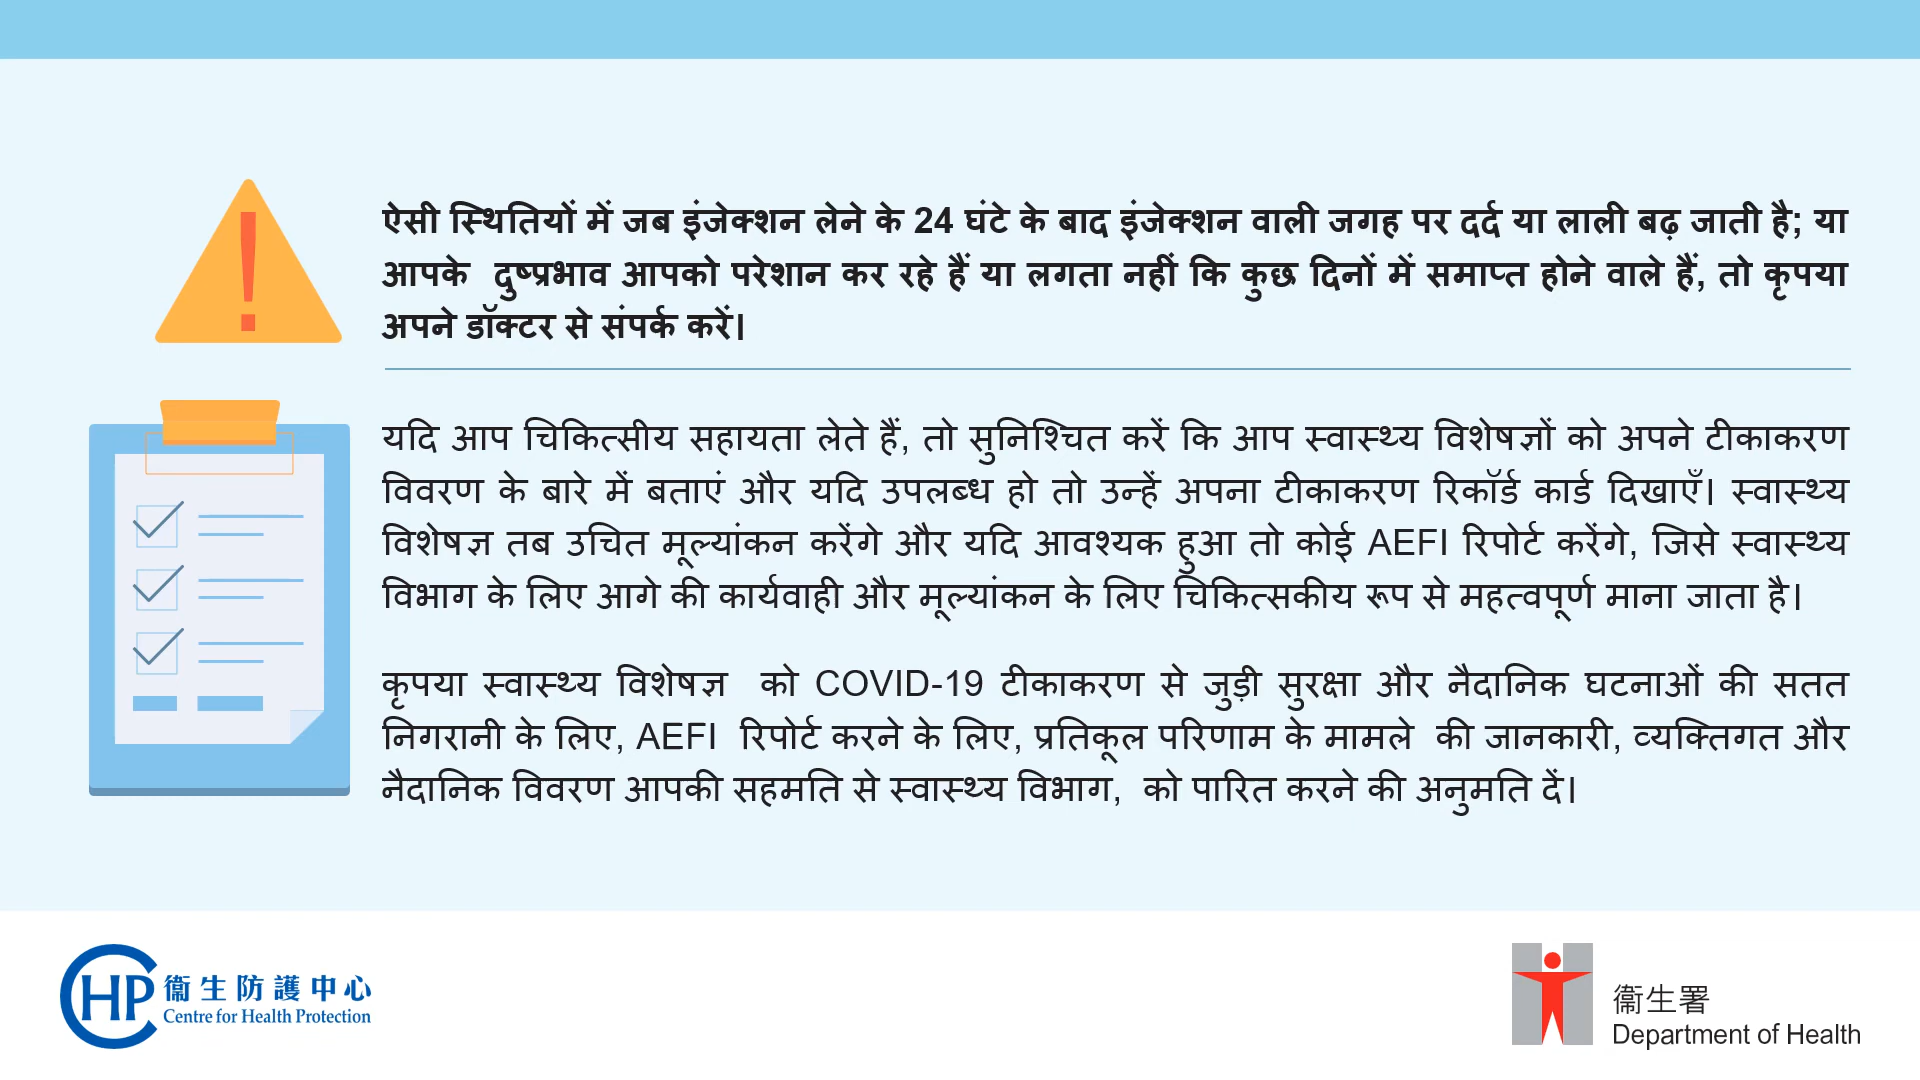 ऐसी स्थितियों में जब इंजेक्शन लेने के 24 घंटे के बाद इंजेक्शन वाली जगह पर दर्द या लाली बढ़ जाती है; या
आपके दुष्प्रभाव आपको परेशान कर रहे हैं या लगता नहीं कि कुछ दिनों में समाप्त होने वाले हैं, तो कृपया
अपने डॉक्टर से संपर्क करें।
यदि आप चिकित्सीय सहायता लेते हैं, तो सुनिश्चित करें कि आप स्वास्थ्य विशेषज्ञों को अपने टीकाकरण
विवरण के बारे में बताएं और यदि उपलब्ध हो तो उन्हें अपना टीकाकरण रिकॉर्ड कार्ड दिखाएँ। स्वास्थ्य
विशेषज्ञ तब उचित मूल्यांकन करेंगे और यदि आवश्यक हुआ तो कोई AEFI रिपोर्ट करेंगे, जिसे स्वास्थ्य
विभाग के लिए आगे की कार्यवाही और मूल्यांकन के लिए चिकित्सकीय रूप से महत्वपूर्ण माना जाता है।
कृपया स्वास्थ्य विशेषज्ञ को COVID-19 टीकाकरण से जुड़ी सुरक्षा और नैदानिक घटनाओं की सतत
निगरानी के लिए, AEFI रिपोर्ट करने के लिए, प्रतिकूल परिणाम के मामले की जानकारी, व्यक्तिगत और
नैदानिक विवरण आपकी सहमति से स्वास्थ्य विभाग, को पारित करने की अनुमति दें।
CHP 衞生防護中心
Centre for Health Protection
衞生署
Department of Health